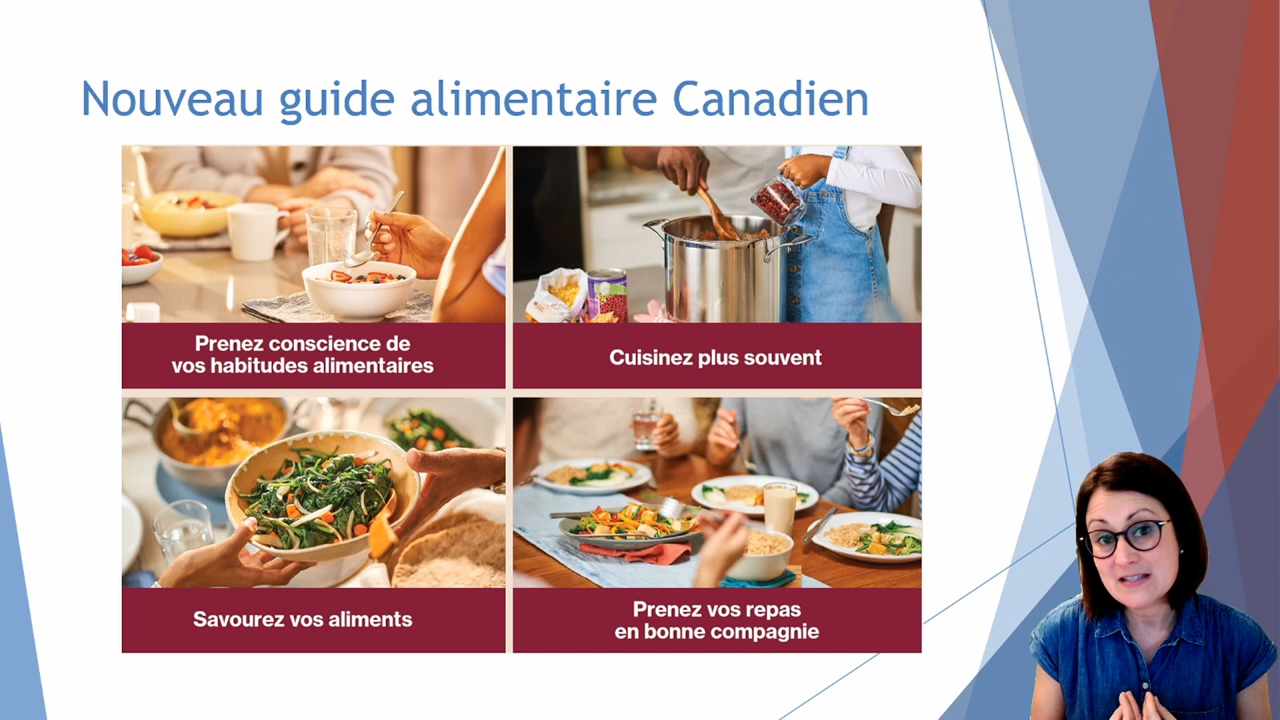 Nouveau guide alimentaire Canadien
Prenez conscience de
vos habitudes alimentaires
Cuisinez plus souvent
Savourez vos aliments
Prenez vos repas
en bonne compagnie